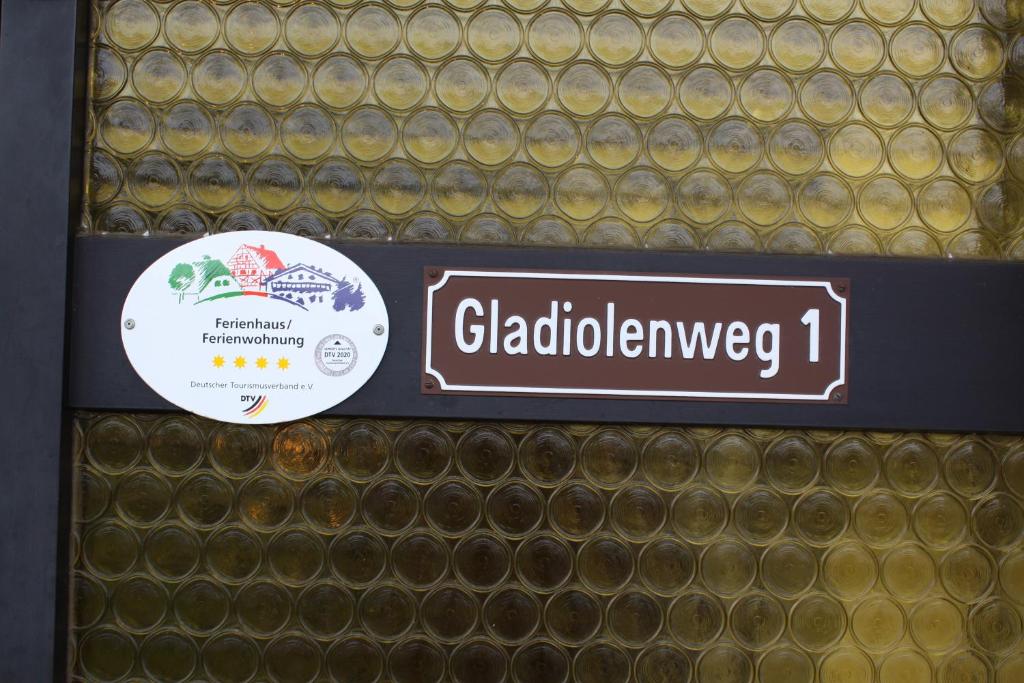 Ferienhaus/
Ferienwohnung
DTV 2020
Deutscher Tourismusverband e.V.
DTV
Gladiolenweg 1